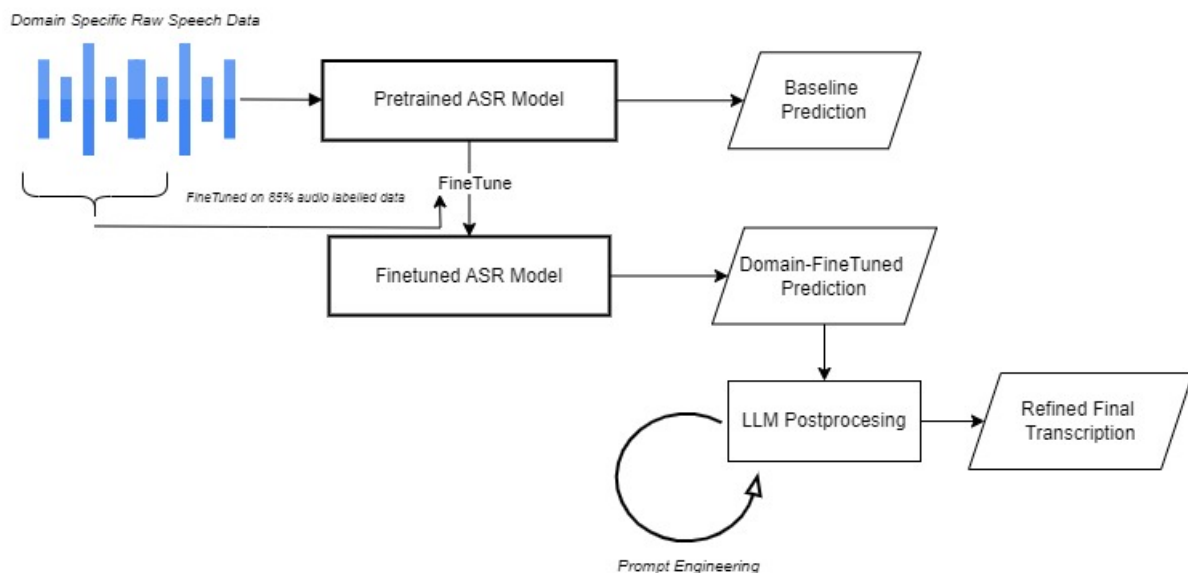 Domain Specific Raw Speech Data
Pretrained ASR Model
Baseline
Prediction
FineTuned on 85% audio labelled data
FineTune
Finetuned ASR Model
Domain-FineTuned
Prediction
LLM Postprocesing
Refined Final
Transcription
Prompt Engineering